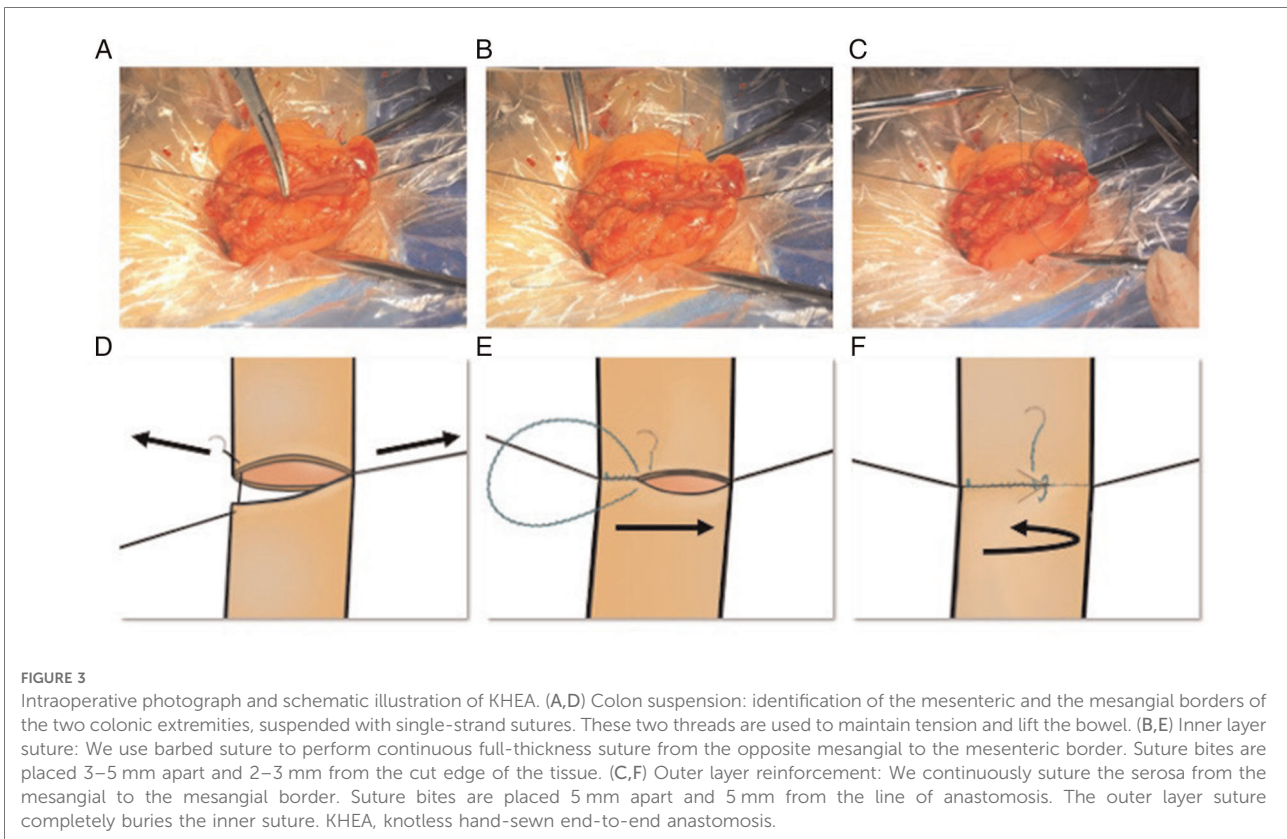 A
B
C
D
E
F
FIGURE 3
Intraoperative photograph and schematic illustration of KHEA. (A,D) Colon suspension: identification of the mesenteric and the mesangial borders of
the two colonic extremities, suspended with single-strand sutures. These two threads are used to maintain tension and lift the bowel. (B,E) Inner layer
suture: We use barbed suture to perform continuous full-thickness suture from the opposite mesangial to the mesenteric border. Suture bites are
placed 3–5 mm apart and 2–3 mm from the cut edge of the tissue. (C,F) Outer layer reinforcement: We continuously suture the serosa from the
mesangial to the mesangial border. Suture bites are placed 5 mm apart and 5 mm from the line of anastomosis. The outer layer suture
completely buries the inner suture. KHEA, knotless hand-sewn end-to-end anastomosis.